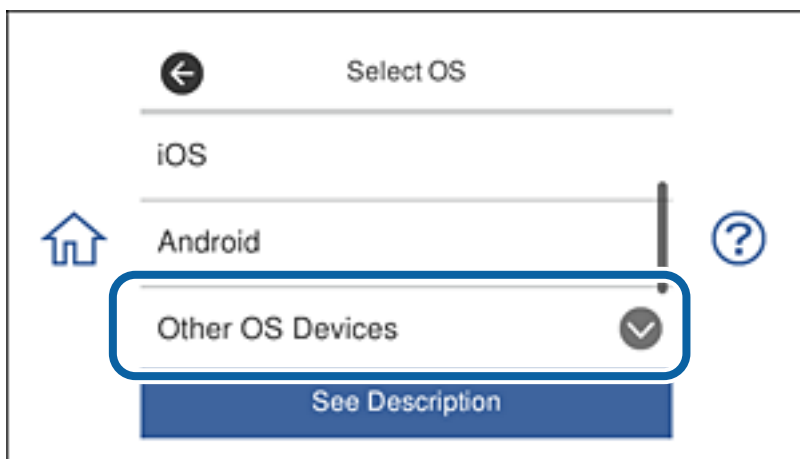 Select OS
iOS
Android
Other OS Devices
See Description